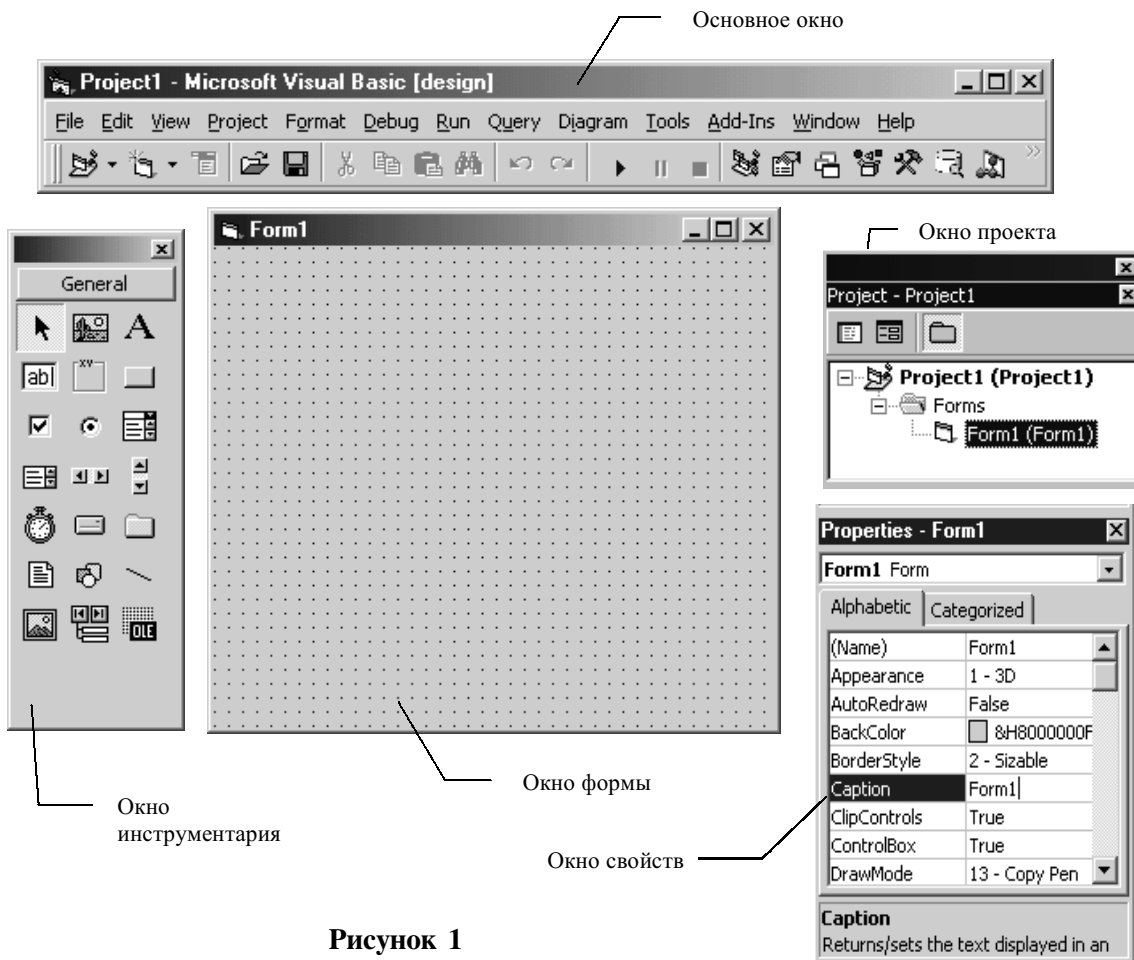 Основное окно
Project1 - Microsoft Visual Basic [design]
File Edit View Project Format Debug Run Query Diagram Tools Add-Ins Window Help
General
A
ab
XY
OLE
Form1
Окно проекта
Project - Project1
Project1 (Project1)
Forms
Form1 (Form1)
Properties - Form1
Form1 Form
Alphabetic Categorized
(Name) Form1
Appearance 1 - 3D
AutoRedraw False
BackColor &H8000000F
BorderStyle 2 - Sizable
Caption Form1
ClipControls True
ControlBox True
DrawMode 13 - Copy Pen
Caption
Returns/sets the text displayed in an
Окно
инструментария
Окно формы
Окно свойств
Рисунок 1